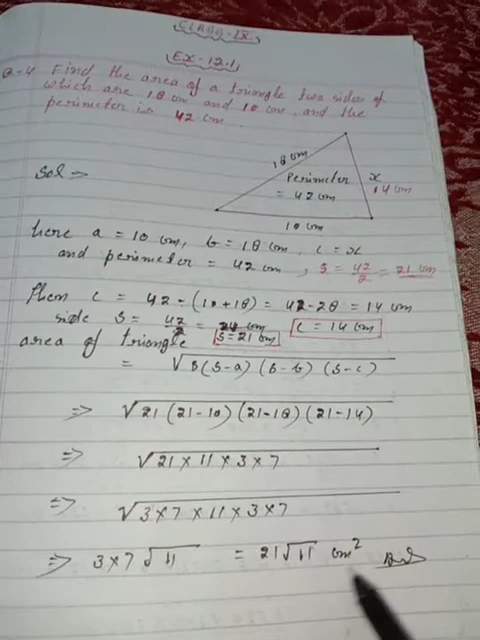 CLASS-IX
EX-12.1
Q-4 Find the area of a triangle two sides of
which are 18 cm and 10 cm, and the
perimeter is 42 cm.
18 cm
x
Perimeter
= 42 cm
14 cm
10 cm
Sol →
here a = 10 cm, b = 18 cm, c = x
and perimeter = 42 cm, S = 42/2 = 21 cm
Then c = 42 - (10+18) = 42 - 28 = 14 cm
side S = 42/2 = cm c = 14 cm
area of triangle S = 21 cm
= √S(S-a) (S-b) (S-c)
⇒ √21 (21-10) (21-18) (21-14)
⇒ √21 × 11 × 3 × 7
⇒ √3×7 × 11 × 3 × 7
⇒ 3×7 √11 = 21√11 cm² Ans